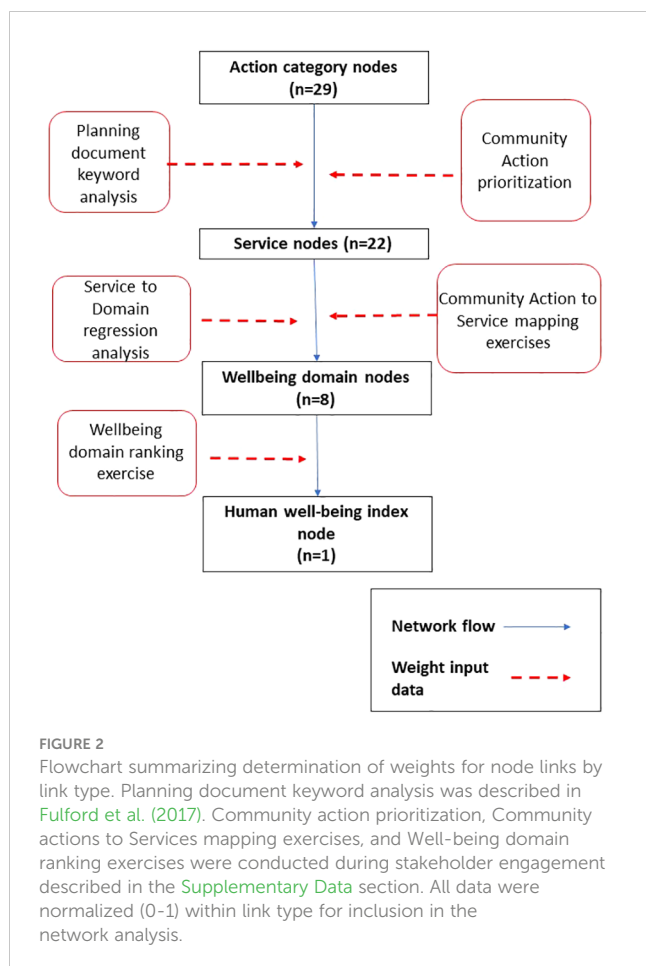 Action category nodes
(n=29)
Planning
document
keyword
analysis
Community
Action
prioritization
Service nodes (n=22)
Service to
Domain
regression
analysis
Community Action to
Service mapping
exercises
Wellbeing domain nodes
(n=8)
Wellbeing
domain ranking
exercise
Human well-being index
node
(n=1)
Network flow
Weight input
data
FIGURE 2
Flowchart summarizing determination of weights for node links by
link type. Planning document keyword analysis was described in
Fulford et al. (2017). Community action prioritization, Community
actions to Services mapping exercises, and Well-being domain
ranking exercises were conducted during stakeholder engagement
described in the Supplementary Data section. All data were
normalized (0-1) within link type for inclusion in the
network analysis.